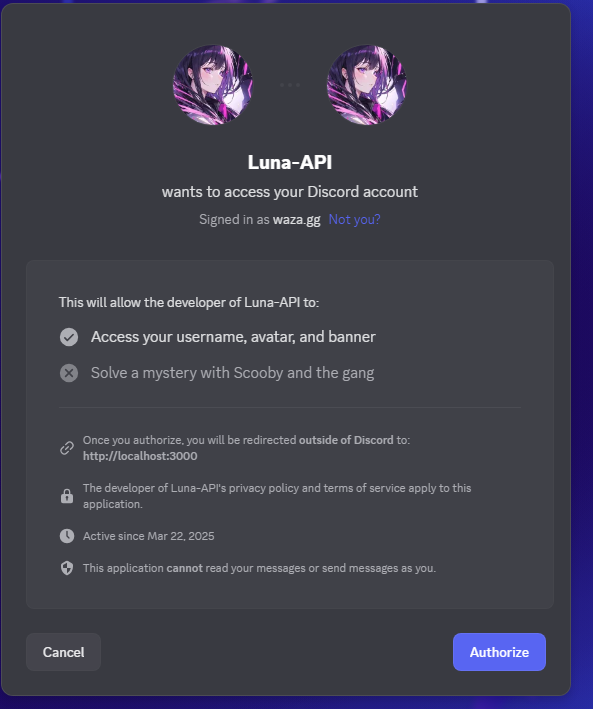 Luna-API
wants to access your Discord account
Signed in as waza.gg Not you?
This will allow the developer of Luna-API to:
Access your username, avatar, and banner
Solve a mystery with Scooby and the gang
Once you authorize, you will be redirected outside of Discord to:
http://localhost:3000
The developer of Luna-API's privacy policy and terms of service apply to this
application.
Active since Mar 22, 2025
This application cannot read your messages or send messages as you.
Cancel
Authorize